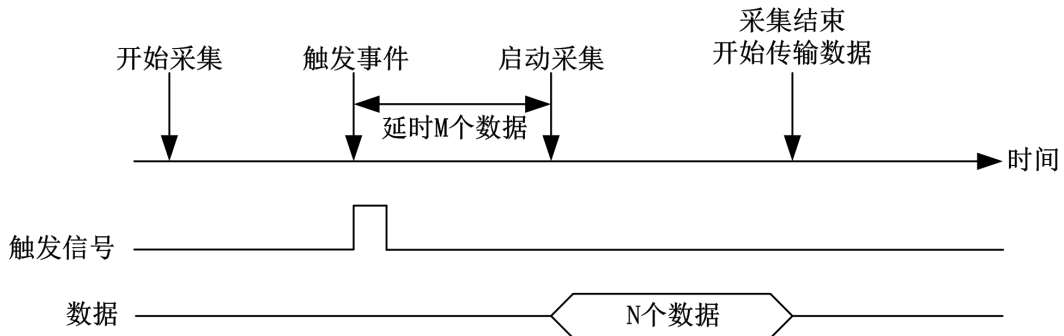 采集结束
开始传输数据
开始采集
触发事件
启动采集
延时M个数据
时间
触发信号
数据
N个数据